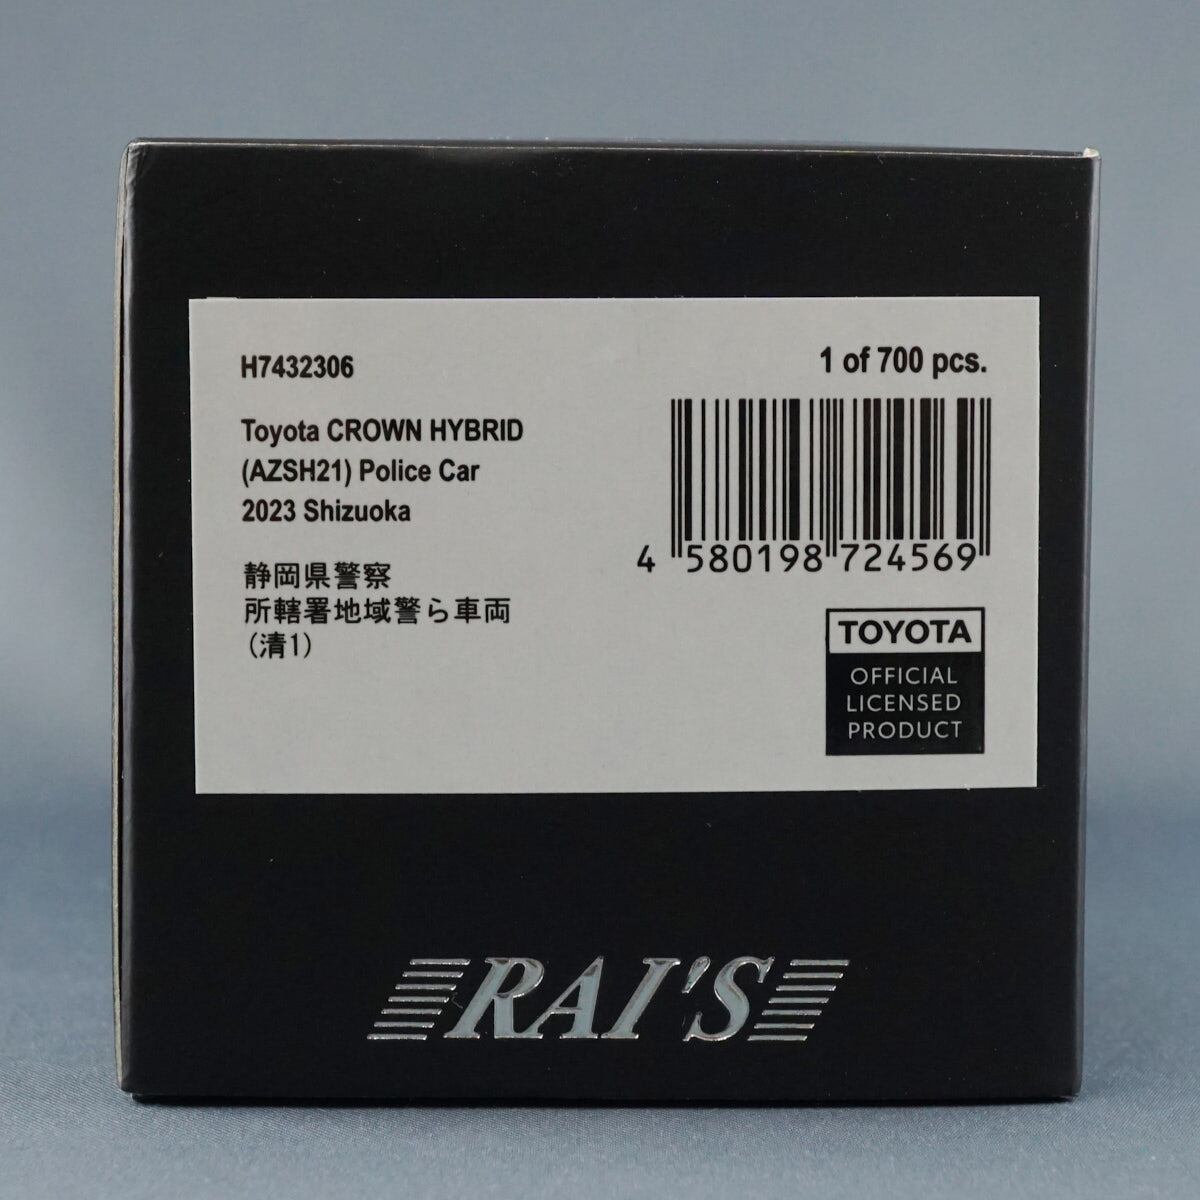 H7432306
1 of 700 pcs.
Toyota CROWN HYBRID
(AZSH21) Police Car
2023 Shizuoka
静岡県警察
所轄署地域警ら車両
(清1)
4 580198 724569
TOYOTA
OFFICIAL
LICENSED
PRODUCT
RAI'S